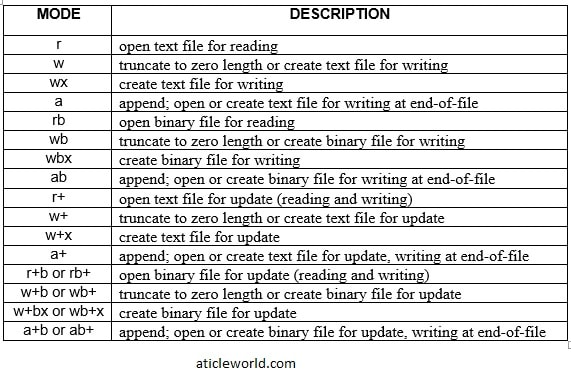 MODE DESCRIPTION
r open text file for reading
w truncate to zero length or create text file for writing
wx create text file for writing
a append; open or create text file for writing at end-of-file
rb open binary file for reading
wb truncate to zero length or create binary file for writing
wbx create binary file for writing
ab append; open or create binary file for writing at end-of-file
r+ open text file for update (reading and writing)
w+ truncate to zero length or create text file for update
w+x create text file for update
a+ append; open or create text file for update, writing at end-of-file
r+b or rb+ open binary file for update (reading and writing)
w+b or wb+ truncate to zero length or create binary file for update
w+bx or wb+x create binary file for update
a+b or ab+ append; open or create binary file for update, writing at end-of-file
aticleworld.com